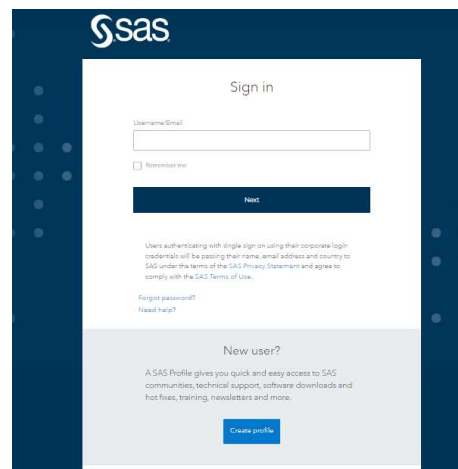 sas
Sign in
Username/Email
Remember me
Next
Users authenticating with single sign on using their corporate login
credentials will be passing their name, email address and country to
SAS under the terms of the SAS Privacy Statement and agree to
comply with the SAS Terms of Use.
Forgot password?
Need help?
New user?
A SAS Profile gives you quick and easy access to SAS
communities, technical support, software downloads and
hot fixes, training, newsletters and more.
Create profile